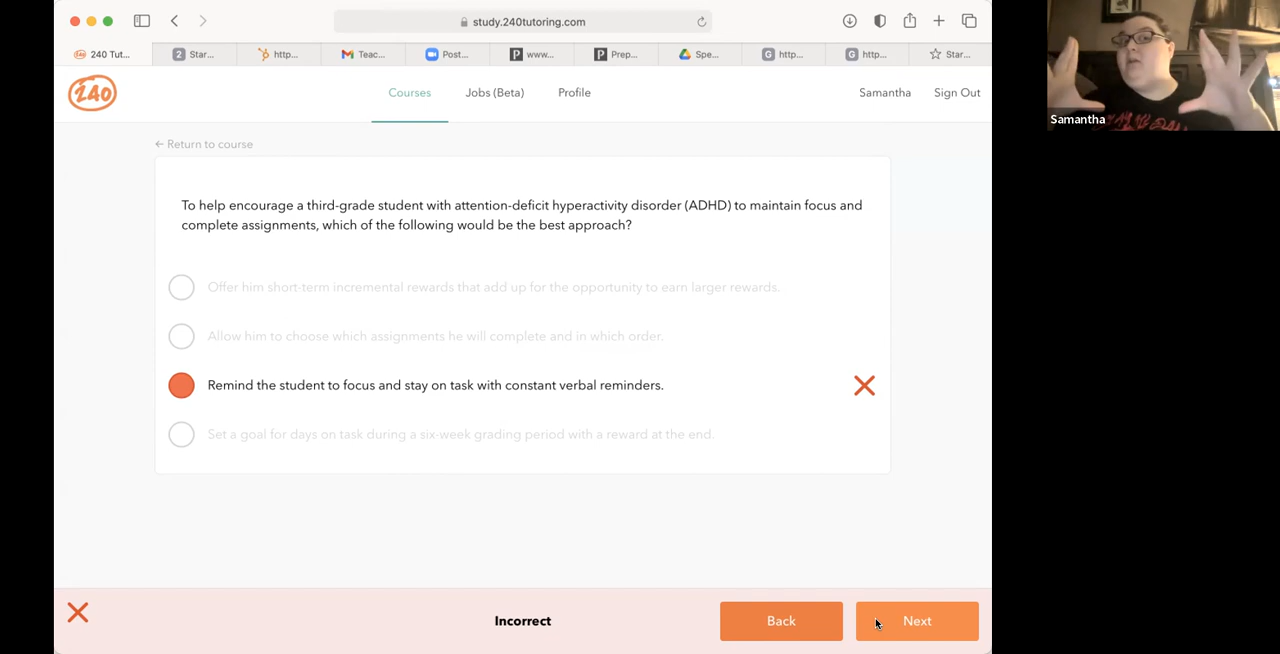 study.240tutoring.com
240 Tut...
2 Star...
http...
Teac...
Post...
P www...
P Prep...
Spe...
G http...
G http...
Star...
240
Courses
Jobs (Beta)
Profile
Samantha
Sign Out
Samantha
← Return to course
To help encourage a third-grade student with attention-deficit hyperactivity disorder (ADHD) to maintain focus and
complete assignments, which of the following would be the best approach?
Offer him short-term incremental rewards that add up for the opportunity to earn larger rewards.
Allow him to choose which assignments he will complete and in which order.
Remind the student to focus and stay on task with constant verbal reminders.
Set a goal for days on task during a six-week grading period with a reward at the end.
Incorrect
Back
Next